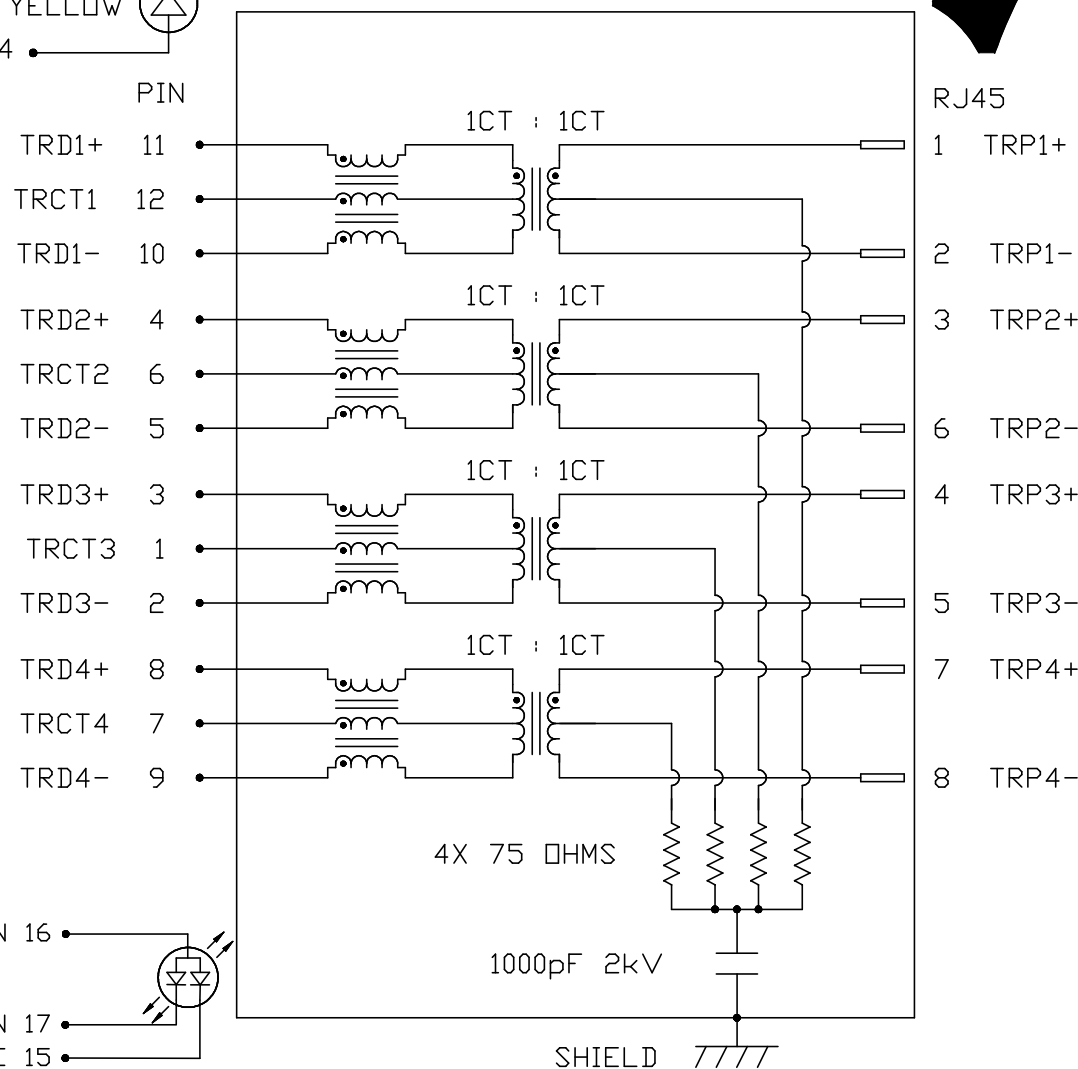 YELLOW
4
PIN
RJ45
1CT : 1CT
TRD1+ 11 1 TRP1+
TRCT1 12
TRD1- 10 2 TRP1-
1CT : 1CT
TRD2+ 4 3 TRP2+
TRCT2 6
TRD2- 5 6 TRP2-
1CT : 1CT
TRD3+ 3 4 TRP3+
TRCT3 1
TRD3- 2 5 TRP3-
1CT : 1CT
TRD4+ 8 7 TRP4+
TRCT4 7
TRD4- 9 8 TRP4-
4X 75 OHMS
N 16
1000pF 2kV
N 17
E 15
SHIELD